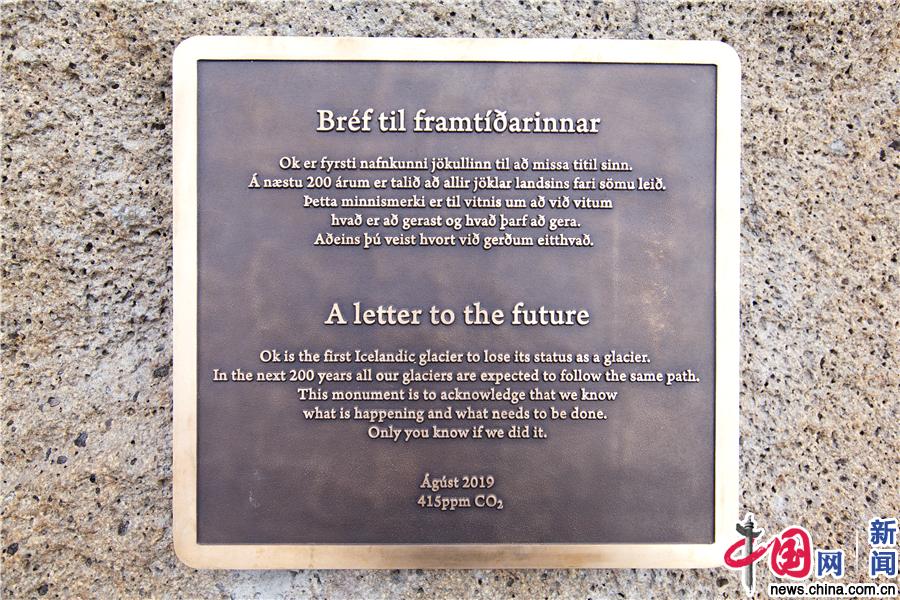 Bréf til framtíðarinnar
Ok er fyrsti nafnkunni jökullinn til að missa titil sinn.
Á næstu 200 árum er talið að allir jöklar landsins fari sömu leið.
Þetta minnismerki er til vitnis um að við vitum
hvað er að gerast og hvað þarf að gera.
Aðeins þú veist hvort við gerðum eitthvað.
A letter to the future
Ok is the first Icelandic glacier to lose its status as a glacier.
In the next 200 years all our glaciers are expected to follow the same path.
This monument is to acknowledge that we know
what is happening and what needs to be done.
Only you know if we did it.
Ágúst 2019
415ppm CO₂
中国网 新闻
news.china.com.cn